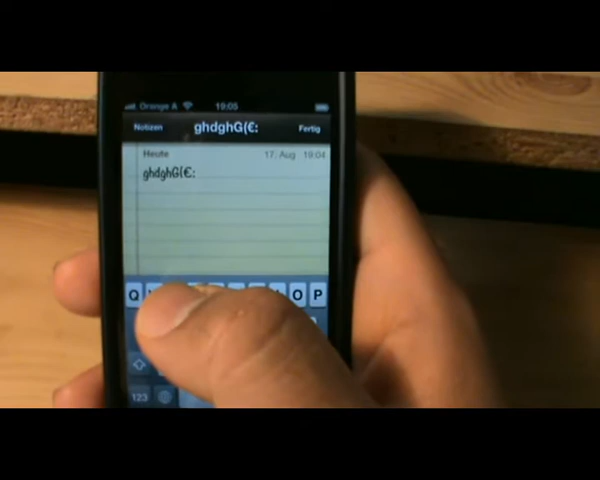 Orange A 19:05
Notizen ghdghG(€: Fertig
Heute 17. Aug 19:04
ghdghG(€:
Q O P
123